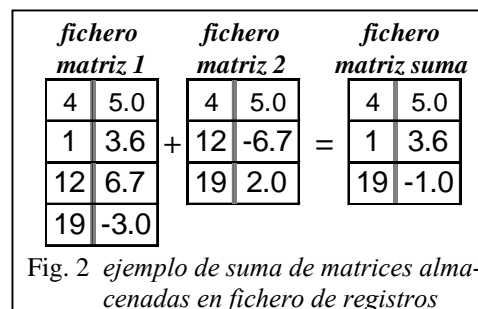 fichero fichero fichero
matriz 1 matriz 2 matriz suma
4 5.0 4 5.0 4 5.0
1 3.6 + 12 -6.7 = 1 3.6
12 6.7 19 2.0 19 -1.0
19 -3.0
Fig. 2 ejemplo de suma de matrices alma-
cenadas en fichero de registros